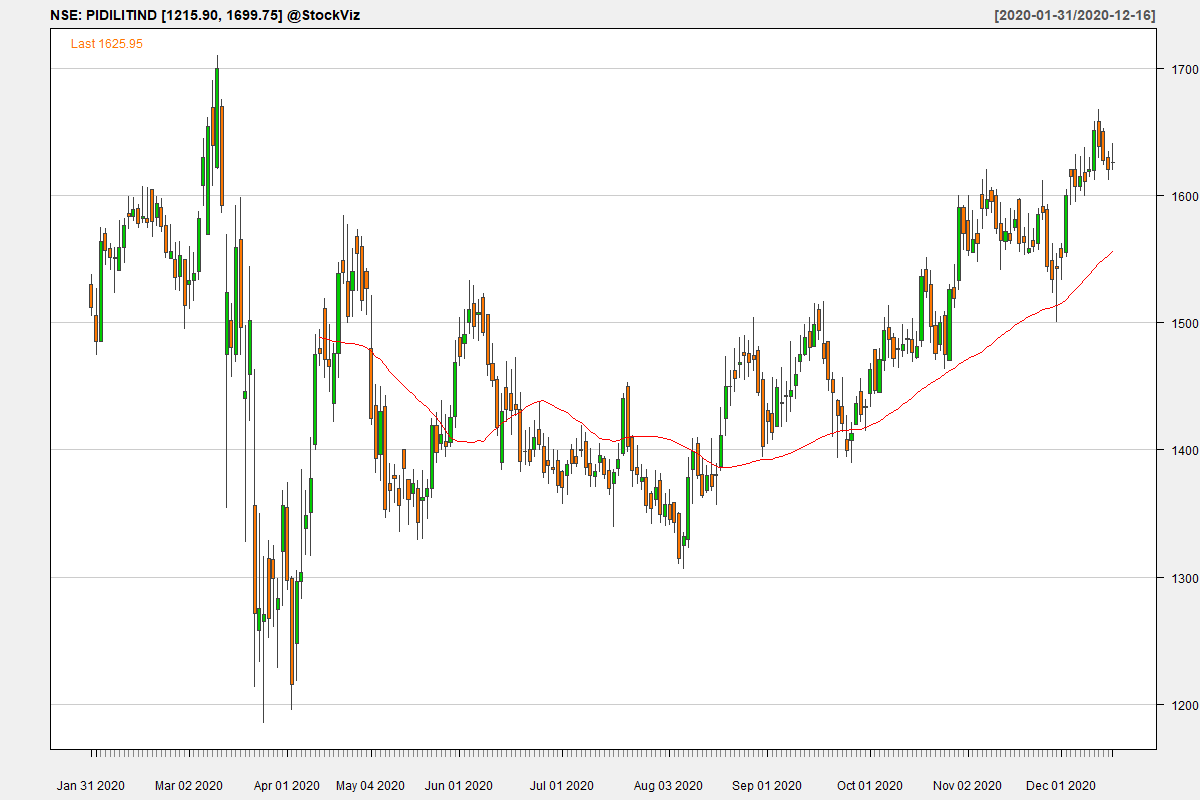 NSE: PIDILITIND [1215.90, 1699.75] @StockViz [2020-01-31/2020-12-16]
Last 1625.95
1700
1600
1500
1400
1300
1200
Jan 31 2020 Mar 02 2020 Apr 01 2020 May 04 2020 Jun 01 2020 Jul 01 2020 Aug 03 2020 Sep 01 2020 Oct 01 2020 Nov 02 2020 Dec 01 2020